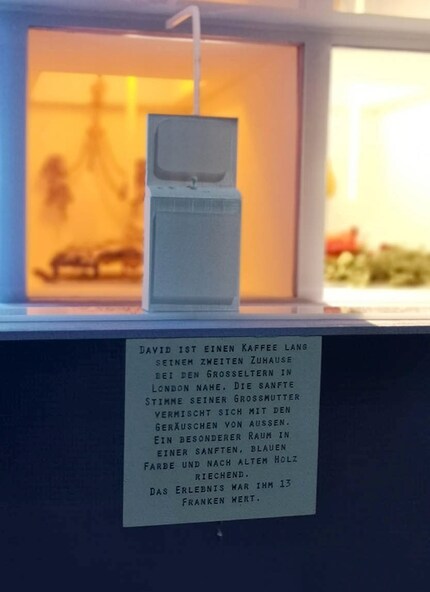 DAVID IST EINEN KAFFEE LANG
SEINEM ZWEITEN ZUHAUSE
BEI DEN GROSSELTERN IN
LONDON NAHE. DIE SANFTE
STIMME SEINER GROSSMUTTER
VERMISCHT SICH MIT DEN
GERÄUSCHEN VON AUSSEN.
EIN BESONDERER RAUM IN
EINER SANFTEN, BLAUEN
FARBE UND NACH ALTEM HOLZ
RIECHEND.
DAS ERLEBNIS WAR IHM 13
FRANKEN WERT.